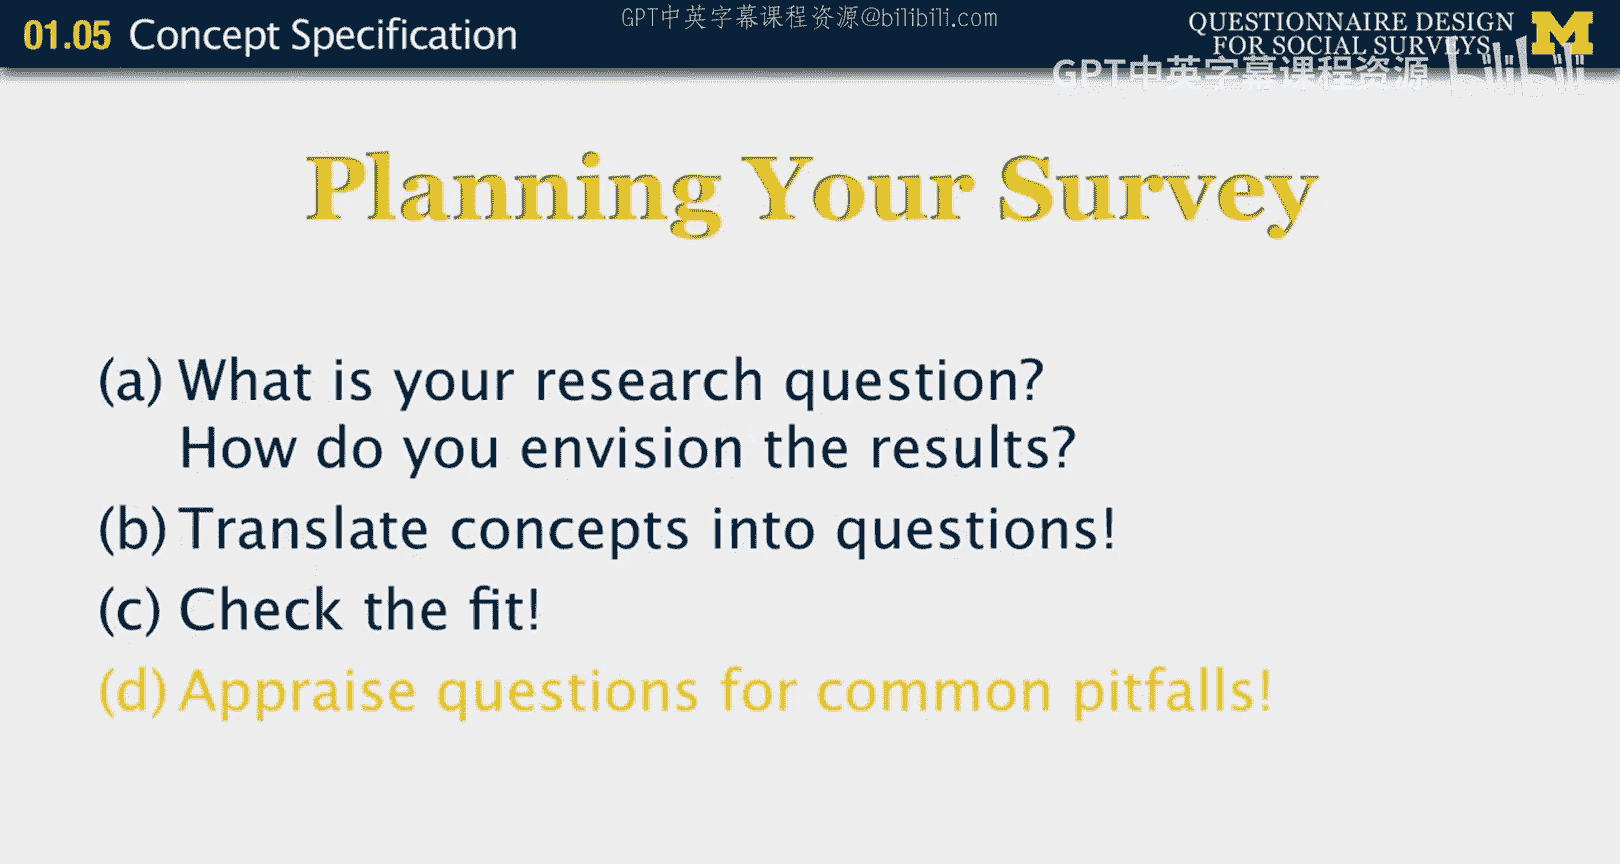 01.05 Concept Specification
GPT中英字幕课程资源@bilibili.com
QUESTIONNAIRE DESIGN
FOR SOCIAL SURVEYS
M
GPT中英字幕课程资源 bilibili
Planning Your Survey
(a) What is your research question?
How do you envision the results?
(b) Translate concepts into questions!
(c) Check the fit!
(d) Appraise questions for common pitfalls!